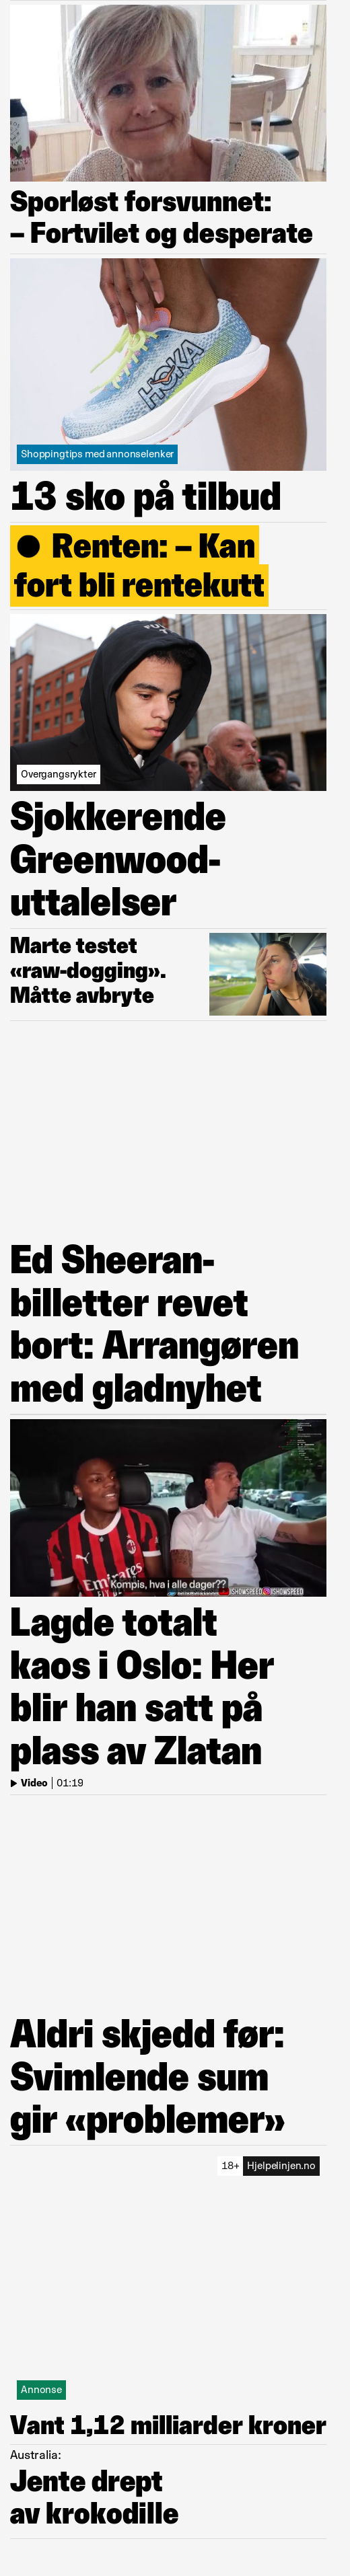 Sporløst forsvunnet:
– Fortvilet og desperate
HOKA
Shoppingtips med annonselenker
13 sko på tilbud
● Renten: – Kan
fort bli rentekutt
Overgangsrykter
Sjokkerende
Greenwood-
uttalelser
Marte testet
«raw-dogging».
Måtte avbryte
Ed Sheeran-
billetter revet
bort: Arrangøren
med gladnyhet
Emirates
Kompis, hva i alle dager??
ISHOWSPEED
ISHOWSPEED
Lagde totalt
kaos i Oslo: Her
blir han satt på
plass av Zlatan
Video | 01:19
Aldri skjedd før:
Svimlende sum
gir «problemer»
18+ Hjelpelinjen.no
Annonse
Vant 1,12 milliarder kroner
Australia:
Jente drept
av krokodille